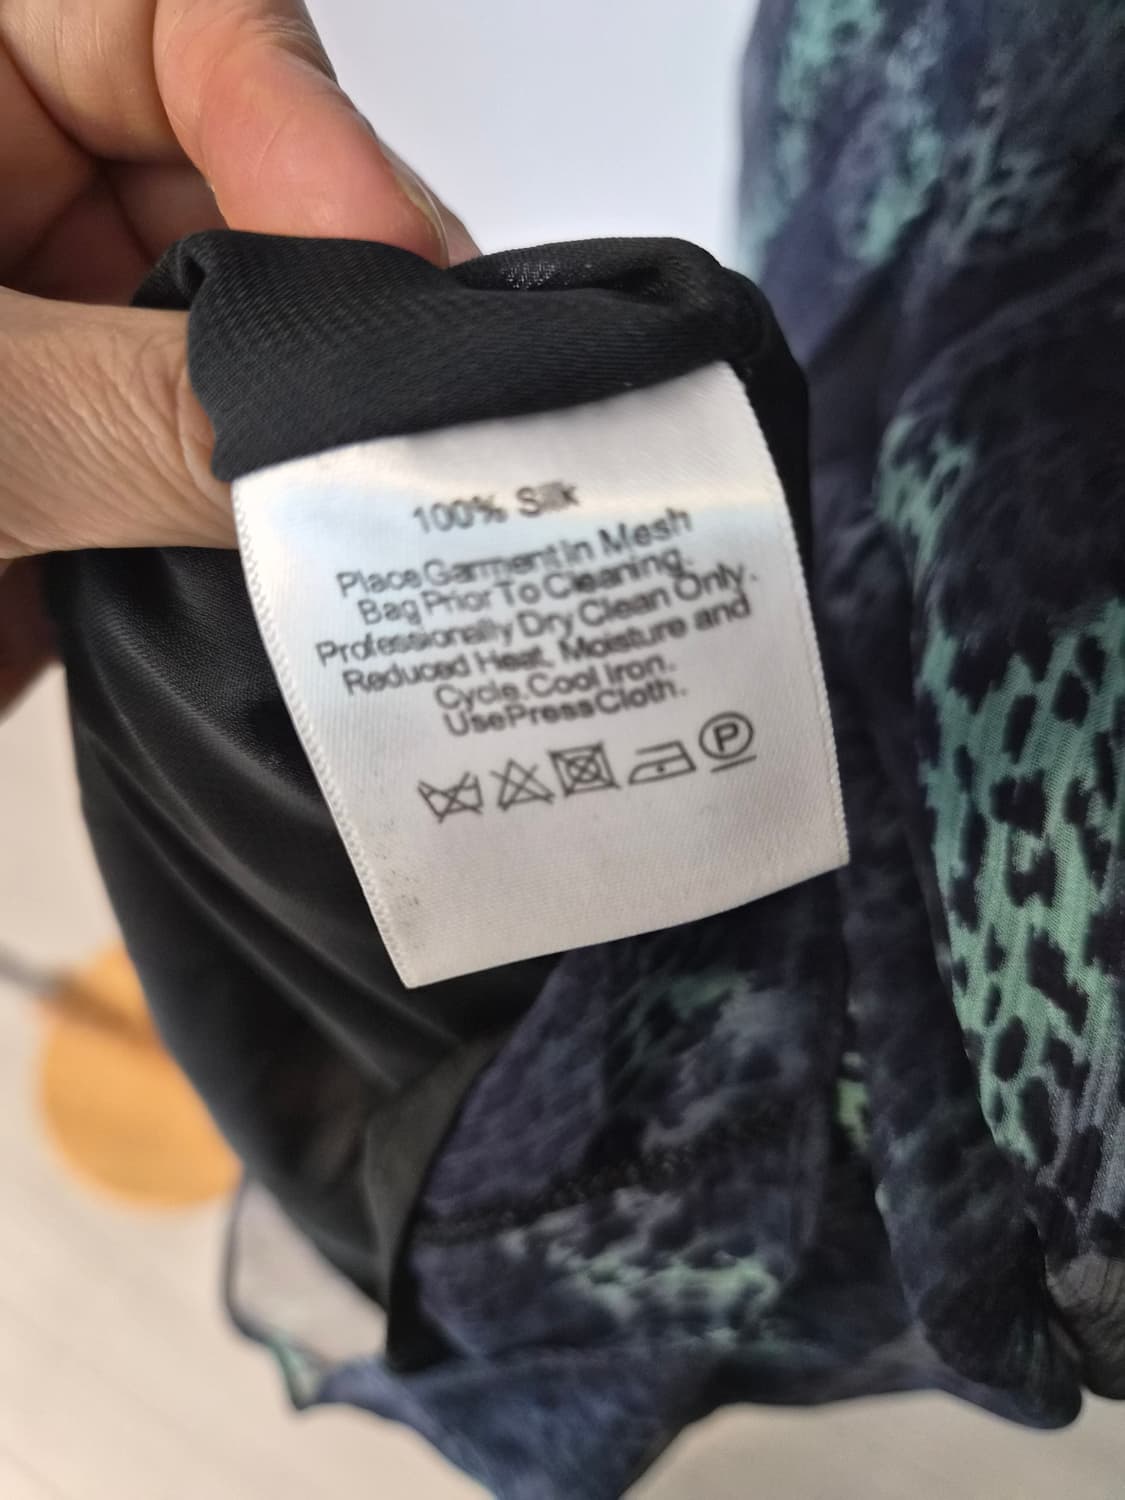 100% Silk
Place Garment In Mesh
Bag Prior To Cleaning.
Professionally Dry Clean Only.
Reduced Heat, Moisture and
Cycle. Cool Iron.
Use Press Cloth.
P